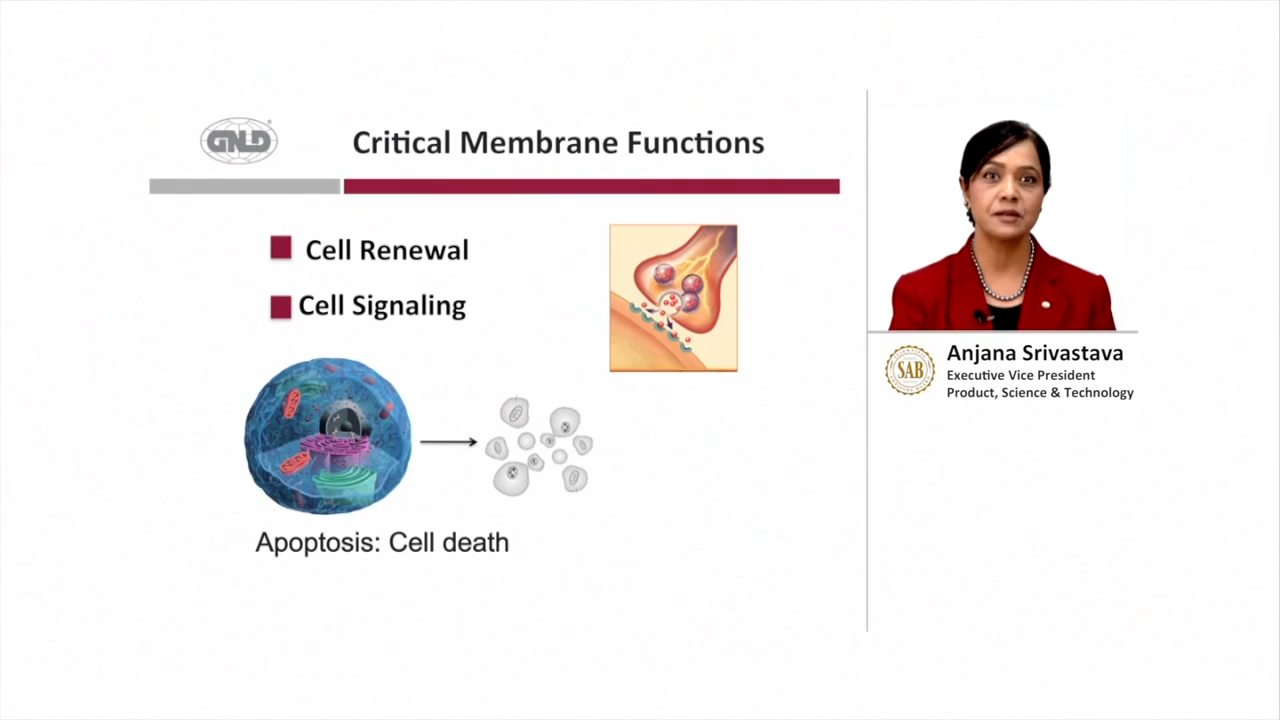 GNLD
Critical Membrane Functions
Cell Renewal
Cell Signaling
Apoptosis: Cell death
SAB
Anjana Srivastava
Executive Vice President
Product, Science & Technology